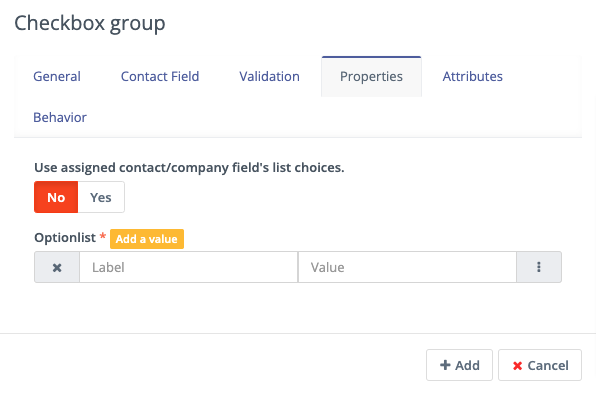 Checkbox group
General Contact Field Validation Properties Attributes
Behavior
Use assigned contact/company field's list choices.
No Yes
Optionlist * Add a value
Label Value
Add Cancel